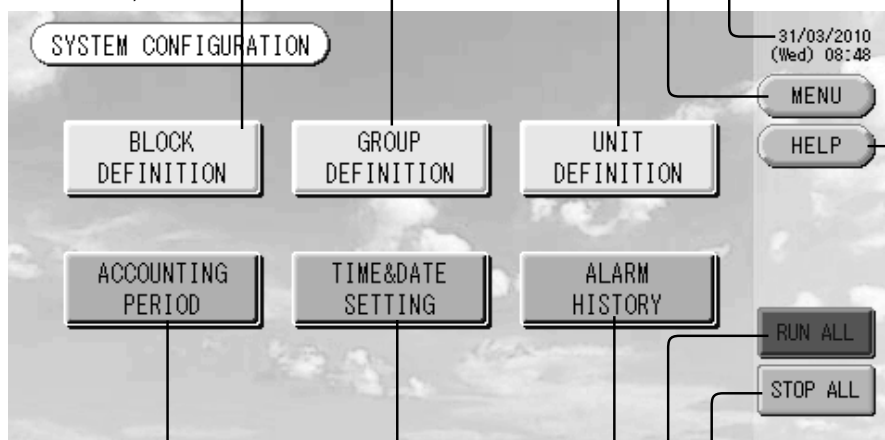 SYSTEM CONFIGURATION
31/03/2010
(Wed) 08:48
MENU
HELP
BLOCK
DEFINITION
GROUP
DEFINITION
UNIT
DEFINITION
ACCOUNTING
PERIOD
TIME&DATE
SETTING
ALARM
HISTORY
RUN ALL
STOP ALL